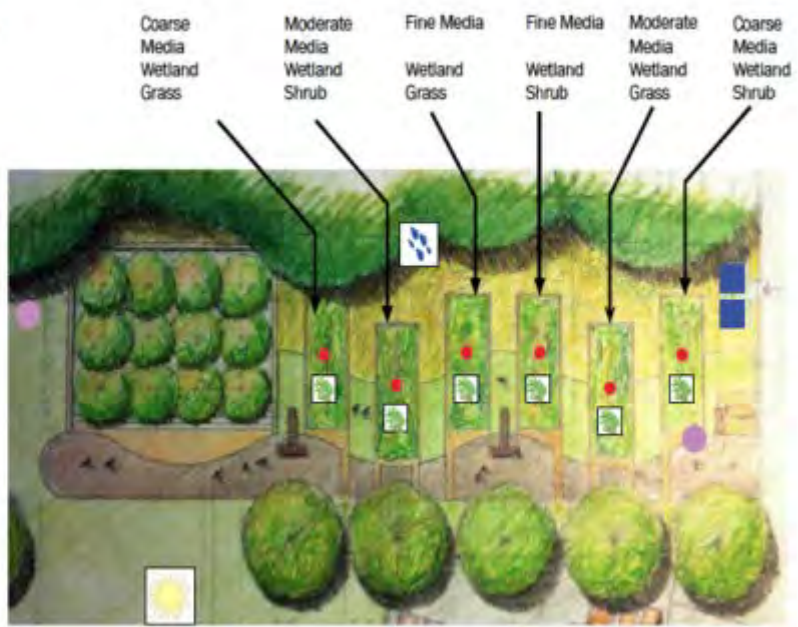 Coarse
Media
Wetland
Grass
Moderate
Media
Wetland
Shrub
Fine Media
Wetland
Grass
Fine Media
Wetland
Shrub
Moderate
Media
Wetland
Grass
Coarse
Media
Wetland
Shrub